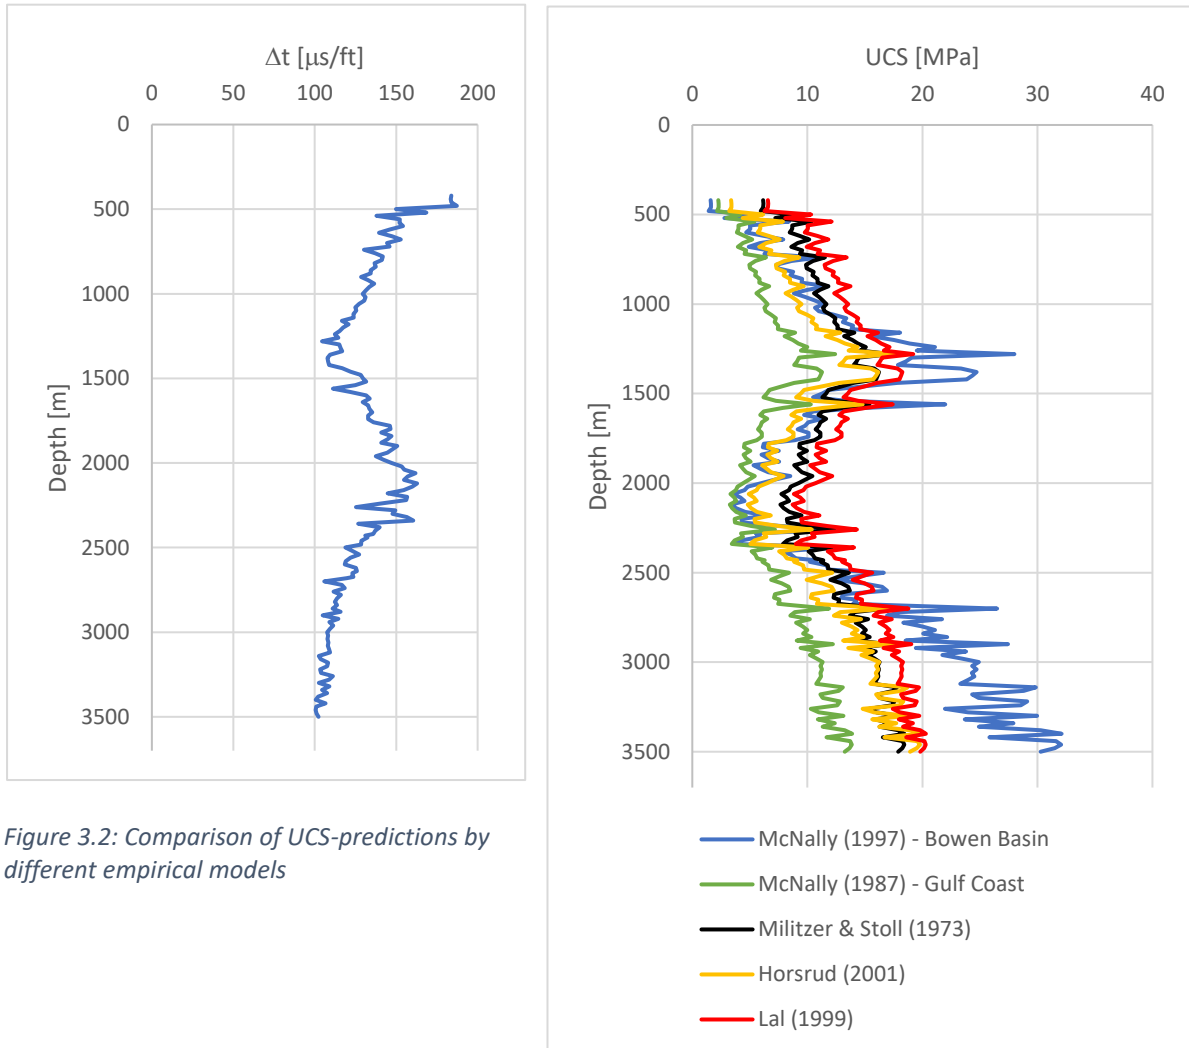 Δt [µs/ft]
0 50 100 150 200
0
500
1000
1500
2000
2500
3000
3500
Depth [m]
Figure 3.2: Comparison of UCS-predictions by
different empirical models
UCS [MPa]
0 10 20 30 40
0
500
1000
1500
2000
2500
3000
3500
Depth [m]
McNally (1997) - Bowen Basin
McNally (1987) - Gulf Coast
Militzer & Stoll (1973)
Horsrud (2001)
Lal (1999)